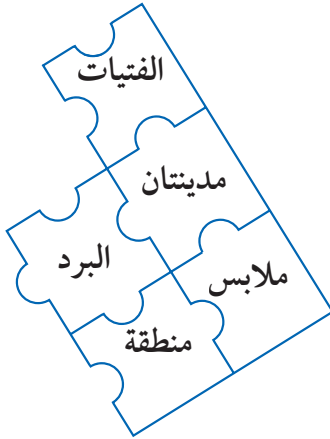 الفتيات
مدينتان
البرد
ملابس
منطقة